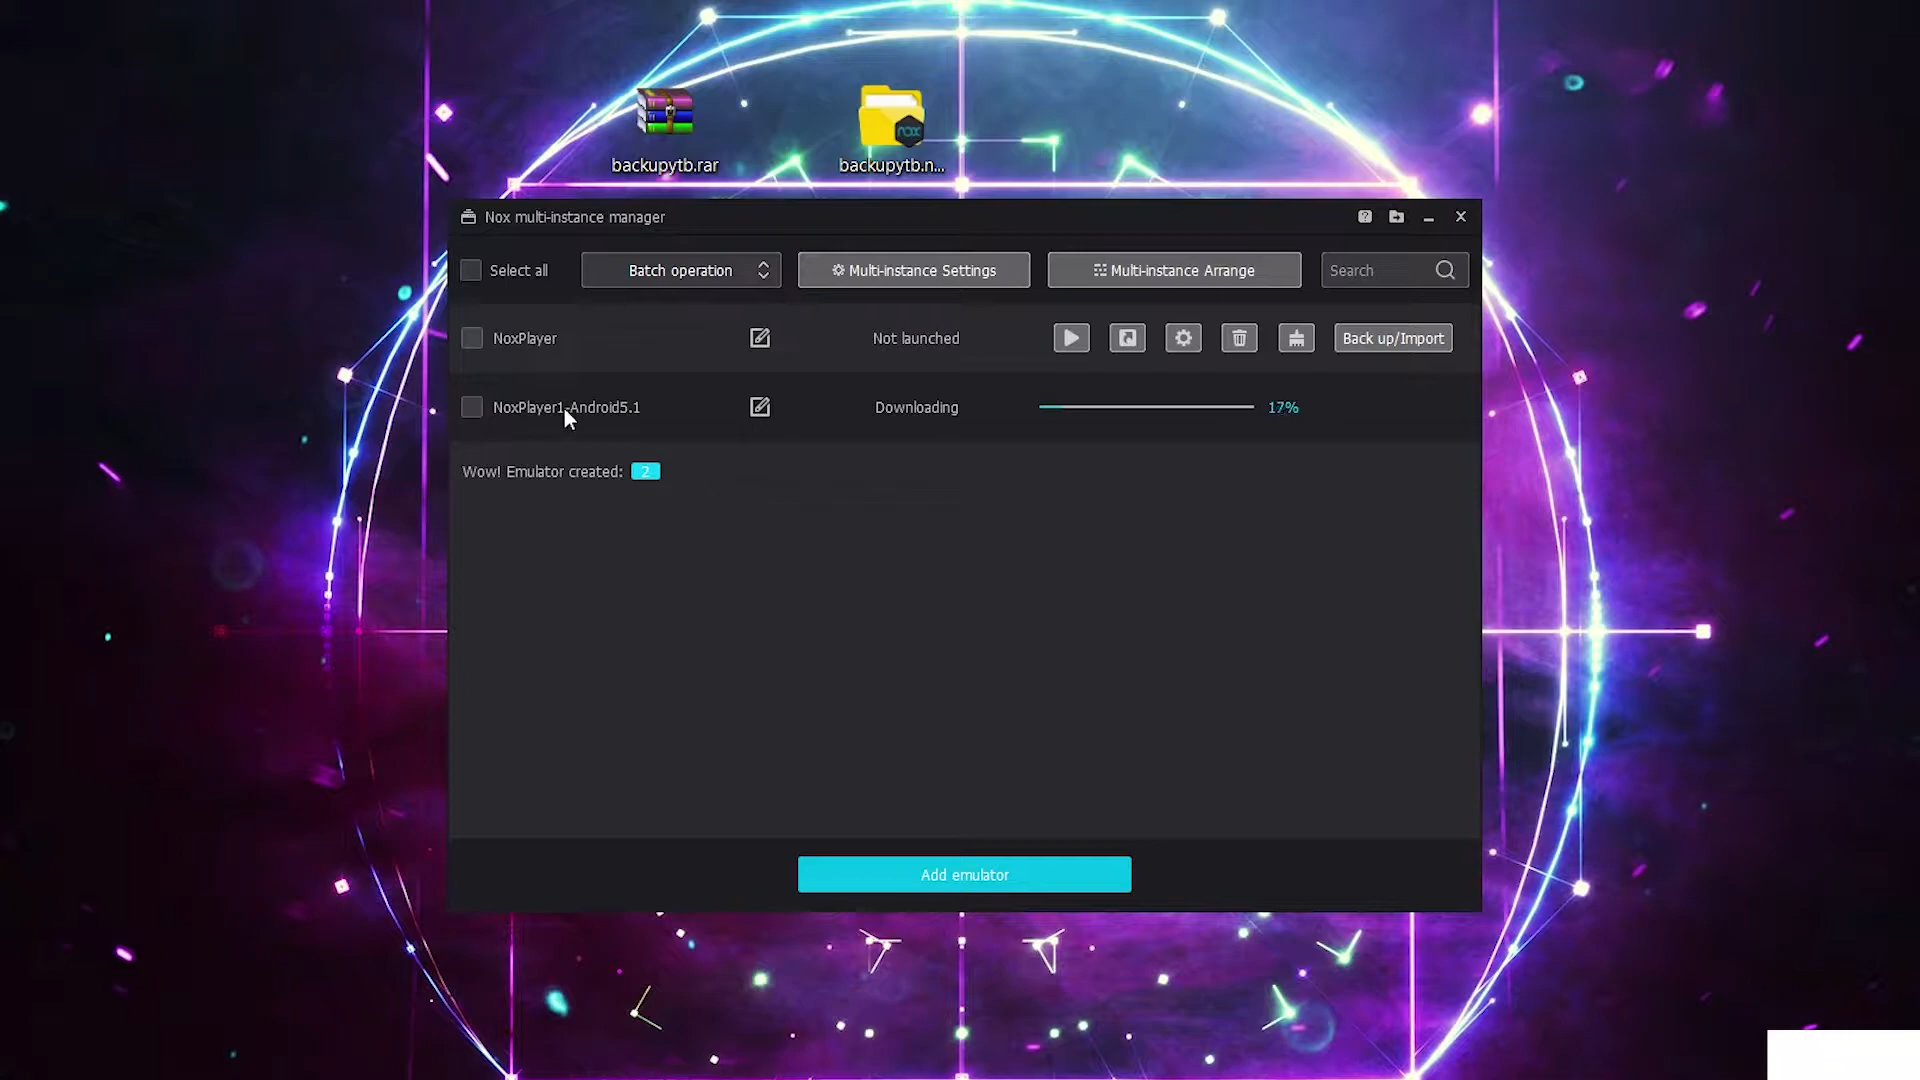 backupytb.rar
nox
backupytb.n...
Nox multi-instance manager
Select all
Batch operation
Multi-instance Settings
Multi-instance Arrange
Search
NoxPlayer
Not launched
Back up/Import
NoxPlayer1-Android5.1
Downloading
17%
Wow! Emulator created: 2
Add emulator